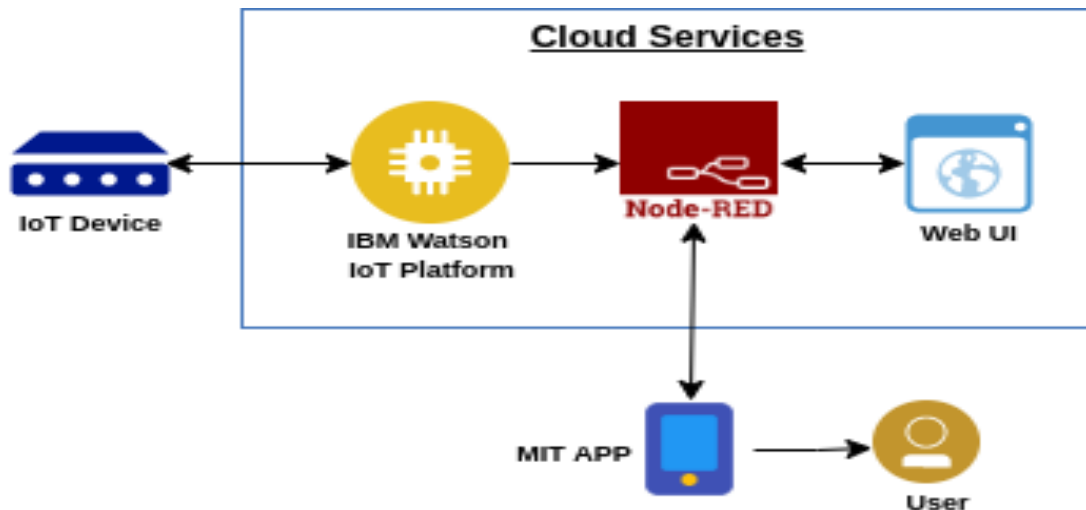 Cloud Services
IoT Device
IBM Watson
IoT Platform
Node-RED
Web UI
MIT APP
User